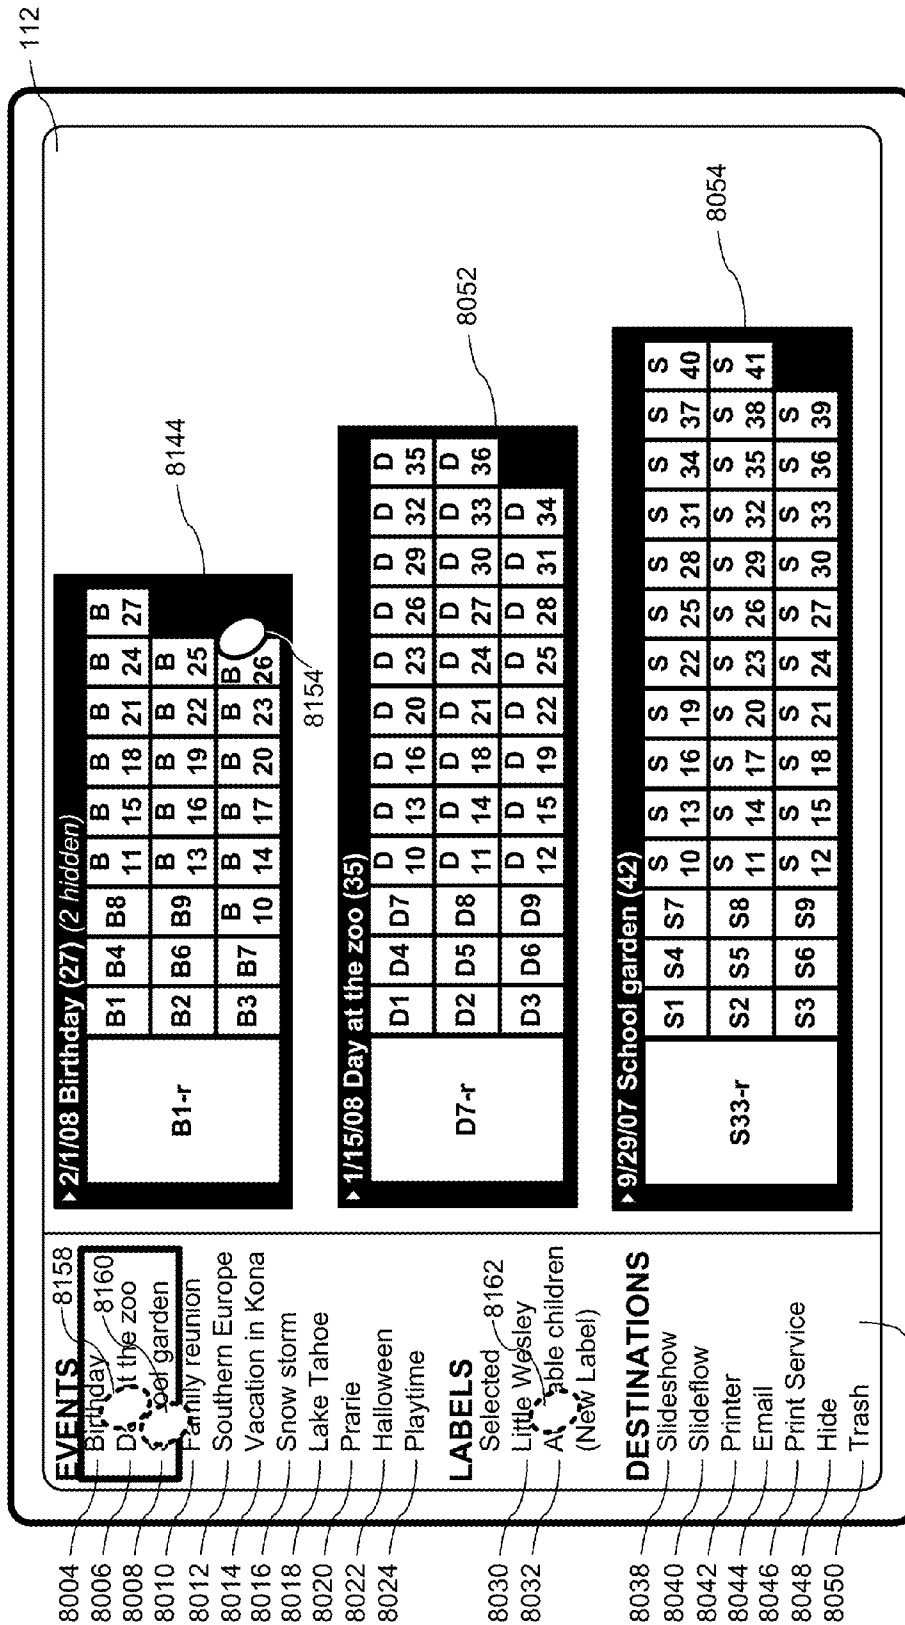 112
EVENTS
8158
8004 Birthday
8160
8006 Da t the zoo
8008 ool garden
8010 Family reunion
8012 Southern Europe
8014 Vacation in Kona
8016 Snow storm
8018 Lake Tahoe
8020 Prarie
8022 Halloween
8024 Playtime
LABELS
Selected
8030 Little Wesley
8162
8032 A able children
(New Label)
DESTINATIONS
8038 Slideshow
8040 Slideflow
8042 Printer
8044 Email
8046 Print Service
8048 Hide
8050 Trash
2/1/08 Birthday (27) (2 hidden)
B1 B4 B8 B 11 B 15 B 18 B 21 B 24 B 27
B1-r
B2 B6 B9 B 13 B 16 B 19 B 22 B 25
B3 B7 B 10 B 14 B 17 B 20 B 23 B 26
8144
8154
1/15/08 Day at the zoo (35)
D1 D4 D7 D 10 D 13 D 16 D 20 D 23 D 26 D 29 D 32 D 35
D7-r
D2 D5 D8 D 11 D 14 D 18 D 21 D 24 D 27 D 30 D 33 D 36
D3 D6 D9 D 12 D 15 D 19 D 22 D 25 D 28 D 31 D 34
8052
9/29/07 School garden (42)
S1 S4 S7 S 10 S 13 S 16 S 19 S 22 S 25 S 28 S 31 S 34 S 37 S 40
S33-r
S2 S5 S8 S 11 S 14 S 17 S 20 S 23 S 26 S 29 S 32 S 35 S 38 S 41
S3 S6 S9 S 12 S 15 S 18 S 21 S 24 S 27 S 30 S 33 S 36 S 39
8054